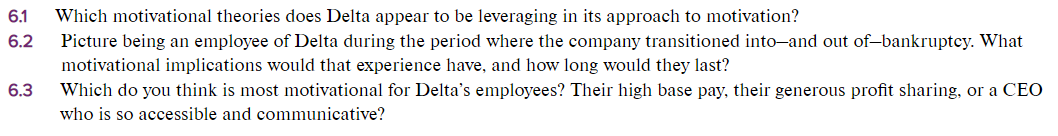 6.1 Which motivational theories does Delta appear to be leveraging in its approach to motivation?
6.2 Picture being an employee of Delta during the period where the company transitioned into—and out of—bankruptcy. What
motivational implications would that experience have, and how long would they last?
6.3 Which do you think is most motivational for Delta's employees? Their high base pay, their generous profit sharing, or a CEO
who is so accessible and communicative?